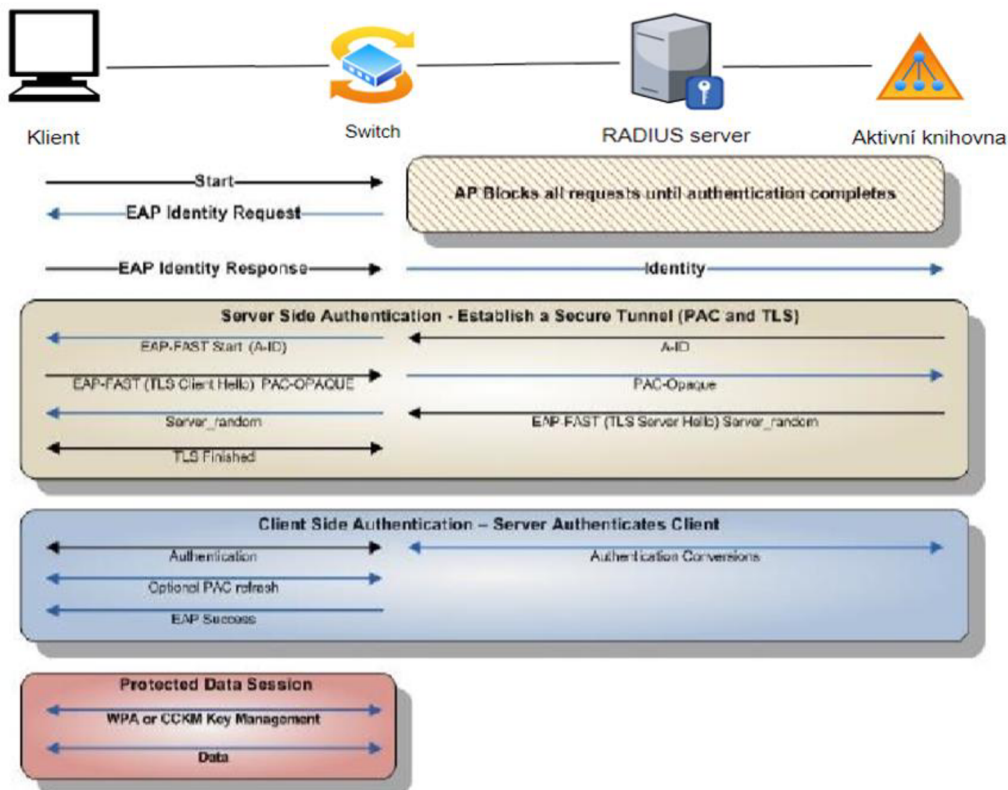 Klient
Switch
RADIUS server
Aktivní knihovna
Start
AP Blocks all requests until authentication completes
EAP Identity Request
EAP Identity Response
Identity
Server Side Authentication - Establish a Secure Tunnel (PAC and TLS)
EAP-FAST Start (A-ID)
A-ID
EAP-FAST (TLS Client Hello) PAC-OPAQUE
PAC-Opaque
Server_random
EAP-FAST (TLS Server Hello) Server_random
TLS Finished
Client Side Authentication – Server Authenticates Client
Authentication
Authentication Conversions
Optional PAC refresh
EAP Success
Protected Data Session
WPA or CCKM Key Management
Data